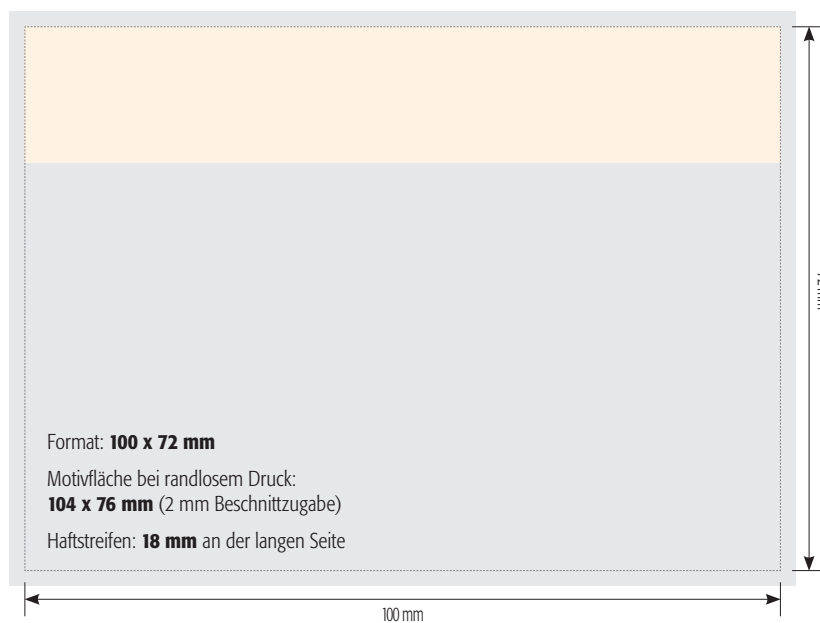 Format: 100 x 72 mm
Motivfläche bei randlosem Druck:
104 x 76 mm (2 mm Beschnittzugabe)
Haftstreifen: 18 mm an der langen Seite
100 mm